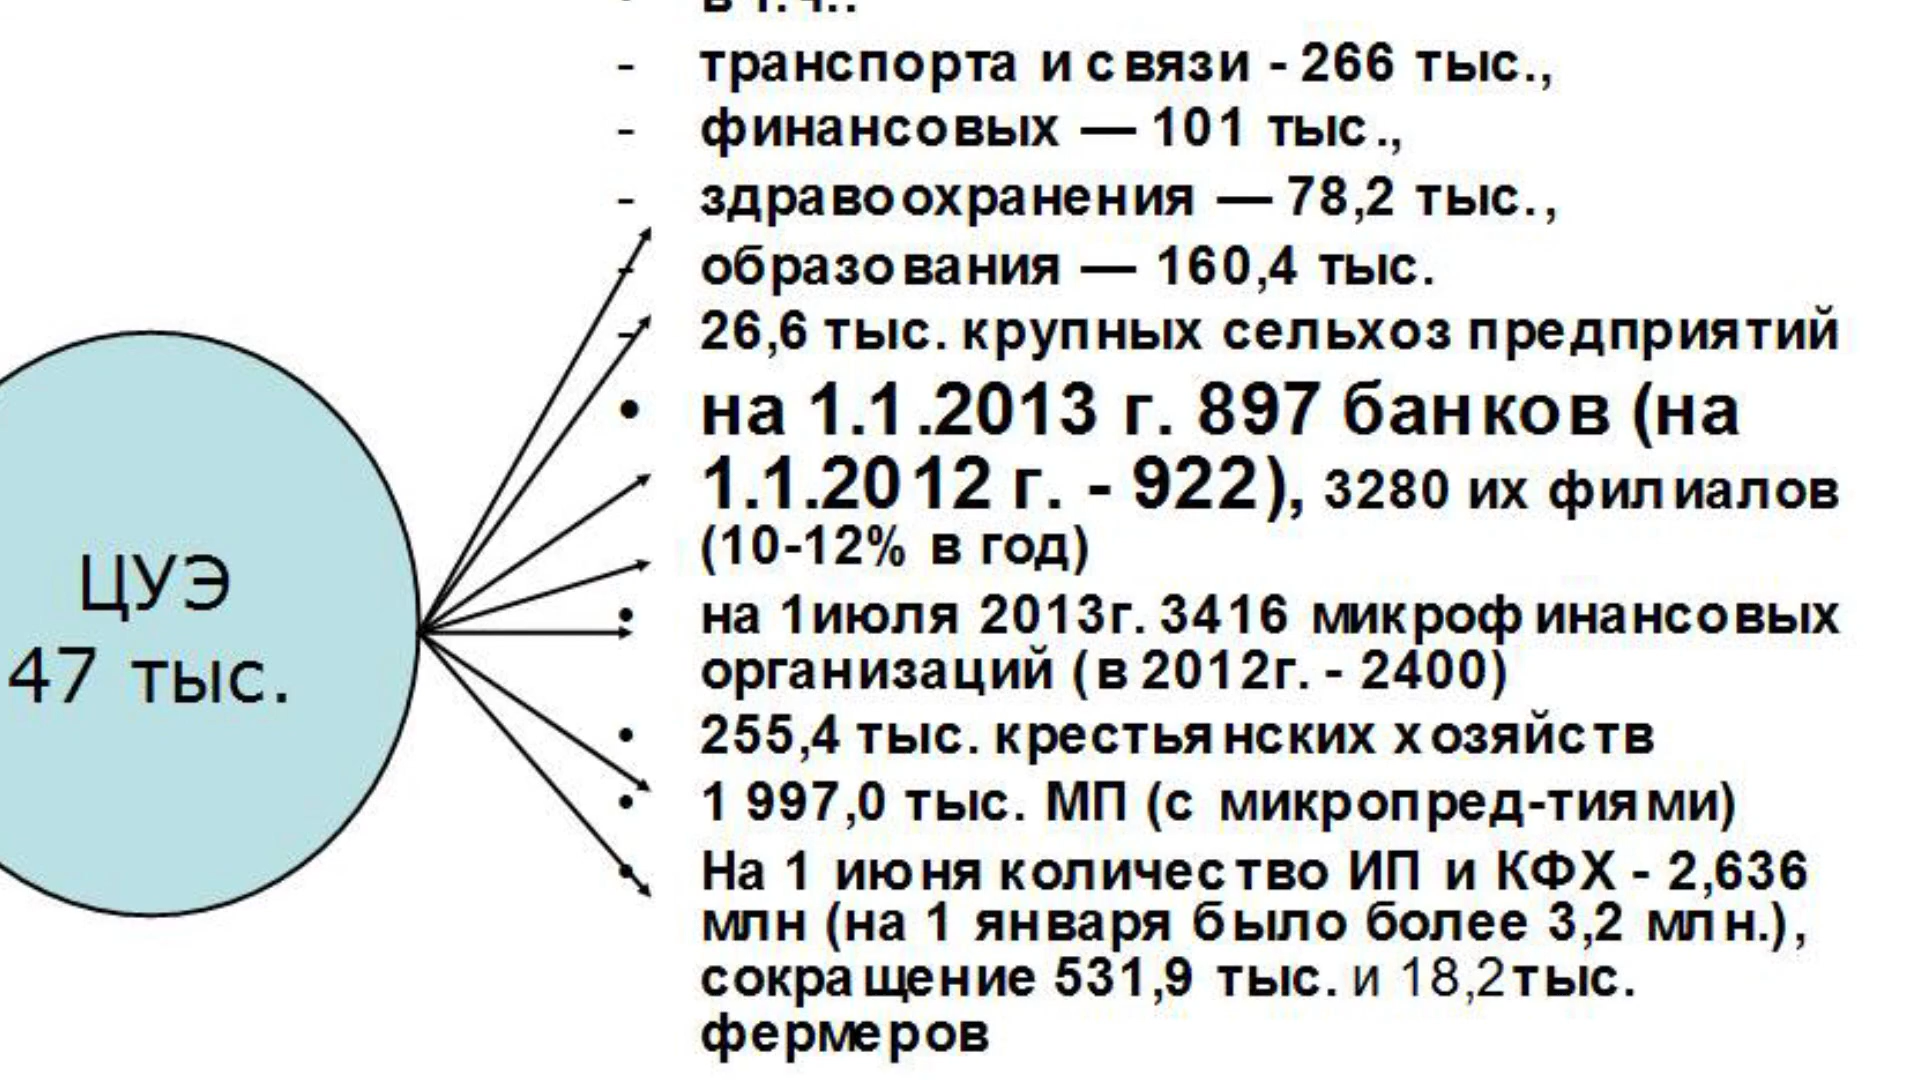 в т.ч.:
- транспорта и связи - 266 тыс.,
- финансовых — 101 тыс.,
- здравоохранения — 78,2 тыс.,
- образования — 160,4 тыс.
- 26,6 тыс. крупных сельхоз предприятий
• на 1.1.2013 г. 897 банков (на
1.1.2012 г. - 922), 3280 их филиалов
(10-12% в год)
• на 1июля 2013г. 3416 микрофинансовых
организаций (в 2012г. - 2400)
• 255,4 тыс. крестьянских хозяйств
• 1 997,0 тыс. МП (с микропред-тиями)
• На 1 июня количество ИП и КФХ - 2,636
млн (на 1 января было более 3,2 млн.),
сокращение 531,9 тыс. и 18,2тыс.
фермеров
ЦУЭ
47 тыс.